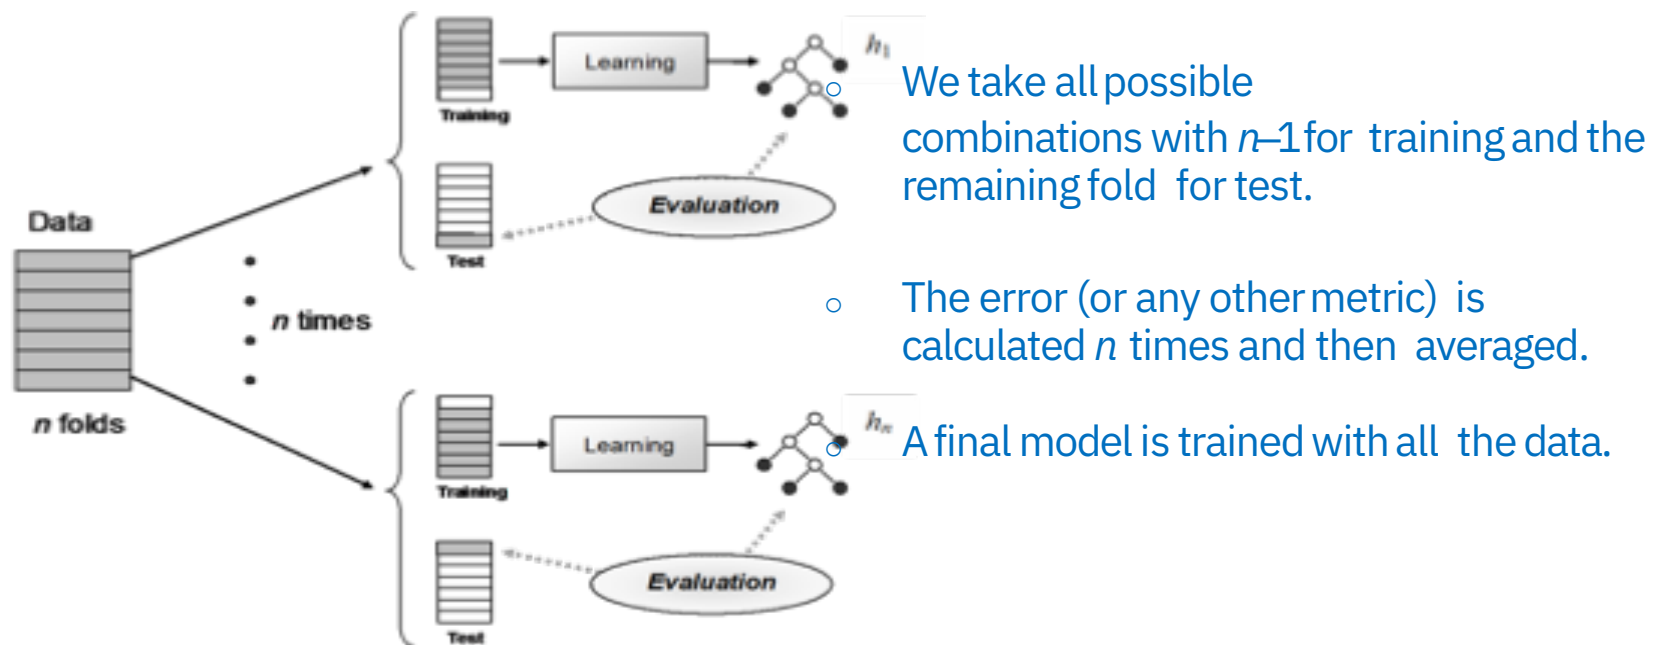 Data
n folds
n times
Training
Learning
h₁
Test
Evaluation
Training
Learning
hₙ
Test
Evaluation
○ We take all possible
combinations with n–1 for training and the
remaining fold for test.
○ The error (or any other metric) is
calculated n times and then averaged.
○ A final model is trained with all the data.